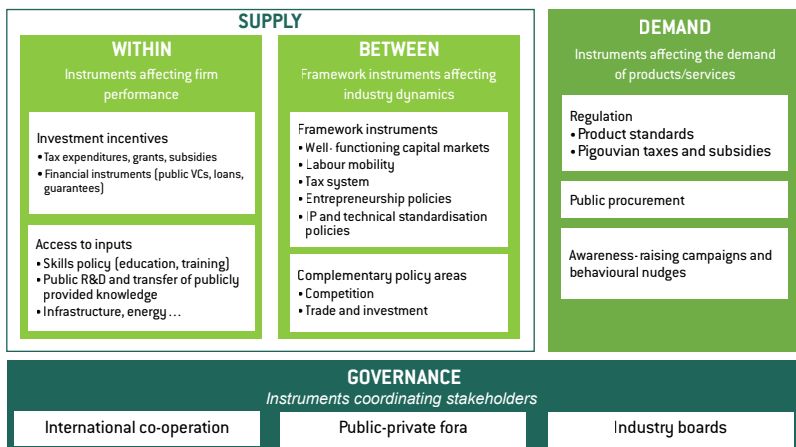 SUPPLY
WITHIN
Instruments affecting firm
performance
Investment incentives
• Tax expenditures, grants, subsidies
• Financial instruments (public VCs, loans,
guarantees)
Access to inputs
• Skills policy (education, training)
• Public R&D and transfer of publicly
provided knowledge
• Infrastructure, energy…
BETWEEN
Framework instruments affecting
industry dynamics
Framework instruments
• Well- functioning capital markets
• Labour mobility
• Tax system
• Entrepreneurship policies
• IP and technical standardisation
policies
Complementary policy areas
• Competition
• Trade and investment
DEMAND
Instruments affecting the demand
of products/services
Regulation
• Product standards
• Pigouvian taxes and subsidies
Public procurement
Awareness- raising campaigns and
behavioural nudges
GOVERNANCE
Instruments coordinating stakeholders
International co-operation
Public-private fora
Industry boards